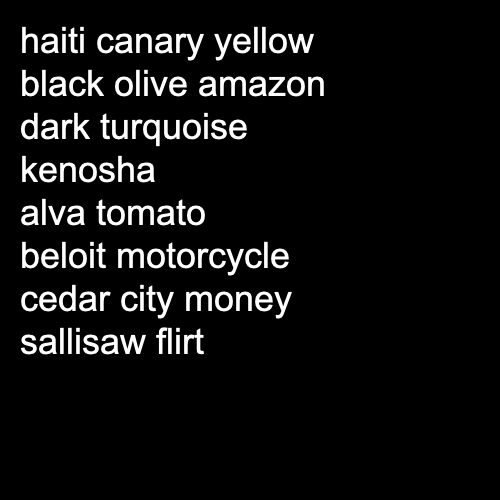 haiti canary yellow
black olive amazon
dark turquoise
kenosha
alva tomato
beloit motorcycle
cedar city money
sallisaw flirt